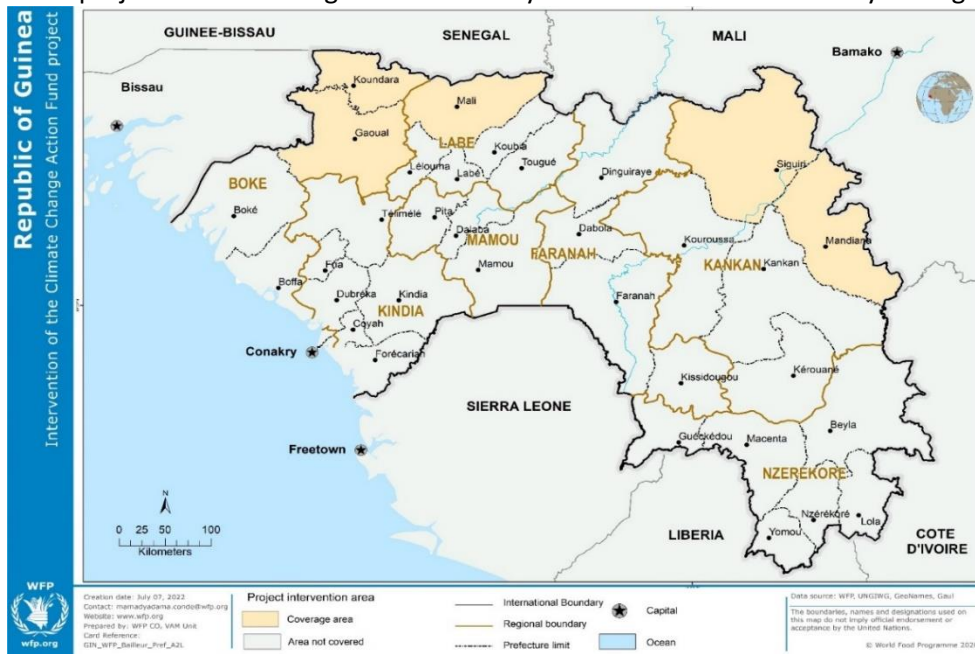 Republic of Guinea
Intervention of the Climate Change Action Fund project
GUINEE-BISSAU
SENEGAL
MALI
Bamako
Bissau
Koundara
Mali
Gaoual
LABE
Koubia
Lélouma
Labé
Tougué
Siguiri
Dinguiraye
BOKE
Boké
Télimélé
Pita
Dalaba
MAMOU
Mamou
Dabola
FARANAH
Kouroussa
Mandiana
KANKAN
Kankan
Boffa
Fria
Dubréka
Kindia
KINDIA
Faranah
Coyah
Conakry
Forécariah
Kissidougou
Kérouané
SIERRA LEONE
Beyla
Guéckédou
Macenta
Freetown
NZEREKORE
N
Nzérékoré
Lola
Yomou
LIBERIA
COTE
D'IVOIRE
0 25 50 100
Kilometers
WFP
wfp.org
Creation date: July 07, 2022
Contact: mamadyadama.condo@wfp.org
Website: www.wfp.org
Prepared by: WFP CO, VAM Unit
Card Reference:
GIN_WFP_Bailleur_Pref_A2L
Project intervention area
Coverage area
Area not covered
International Boundary
Regional boundary
Prefecture limit
Capital
Ocean
Data source: WFP, UNGIWG, GeoNames, Gaul
The boundaries, names and designations used on
this map do not imply official endorsement or
acceptance by the United Nations.
© World Food Programme